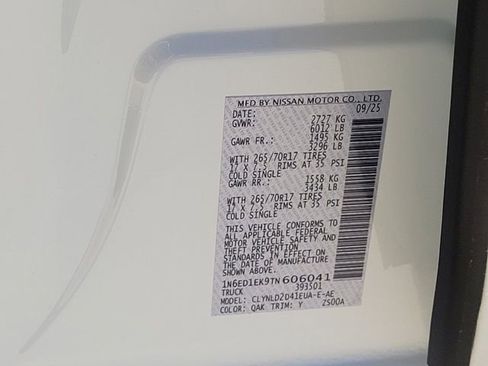 MFD BY NISSAN MOTOR CO., LTD.
DATE: 09/25
GVWR: 2727 KG
6012 LB
GAWR FR.: 1495 KG
3296 LB
WITH 265/70R17 TIRES
17 X 7.5 RIMS AT 35 PSI
COLD SINGLE
GAWR RR.: 1558 KG
3434 LB
WITH 265/70R17 TIRES
17 X 7.5 RIMS AT 35 PSI
COLD SINGLE
THIS VEHICLE CONFORMS TO
ALL APPLICABLE FEDERAL
MOTOR VEHICLE SAFETY AND
THEFT PREVENTION
STANDARDS IN EFFECT ON
THE DATE OF MANUFACTURE
SHOWN ABOVE.
1N6ED1EK9TN606041
TRUCK 393501
MODEL: CLYNLD2D41EUA-E-AE
COLOR: QAK TRIM: Y ZS00A